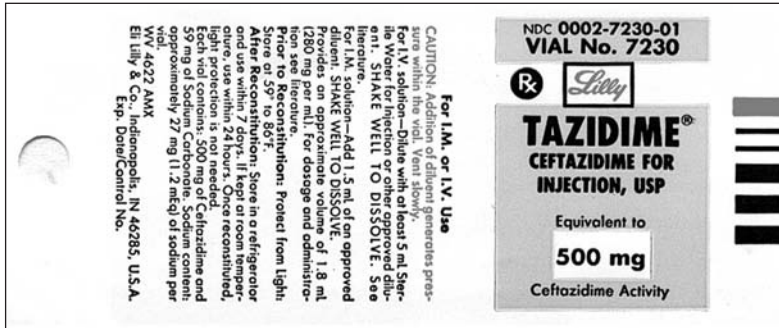 For I.M. or I.V. Use
CAUTION: Addition of diluent generates pres-
sure within the vial. Vent slowly.
For I.V. solution—Dilute with at least 5 ml Ster-
ile Water for Injection or other approved dilu-
ent. SHAKE WELL TO DISSOLVE. See
literature.
For I.M. solution—Add 1.5 ml of an approved
diluent. SHAKE WELL TO DISSOLVE.
Provides an approximate volume of 1.8 ml
(280 mg per ml). For dosage and administra-
tion see literature.
Prior to Reconstitution: Protect from Light:
Store at 59° to 86°F.
After Reconstitution: Store in a refrigerator
and use within 7 days. If kept at room temper-
ature, use within 24 hours. Once reconstituted,
light protection is not needed.
Each vial contains: 500 mg of Ceftazidime and
59 mg of Sodium Carbonate. Sodium content:
approximately 27 mg (1.2 mEq) of sodium per
vial.
WV 4622 AMX
Eli Lilly & Co., Indianapolis, IN 46285, U.S.A.
Exp. Date/Control No.
NDC 0002-7230-01
VIAL No. 7230
Rx
Lilly
TAZIDIME®
CEFTAZIDIME FOR
INJECTION, USP
Equivalent to
500 mg
Ceftazidime Activity